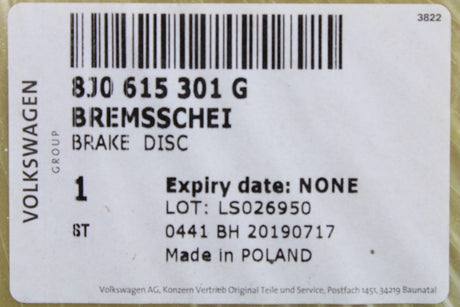 3822
8J0 615 301 G
BREMSSCHEI
BRAKE DISC
VOLKSWAGEN
GROUP
1
ST
Expiry date: NONE
LOT: LS026950
0441 BH 20190717
Made in POLAND
Volkswagen AG, Konzern Vertrieb Original Teile und Service, Postfach 1451, 34219 Baunatal